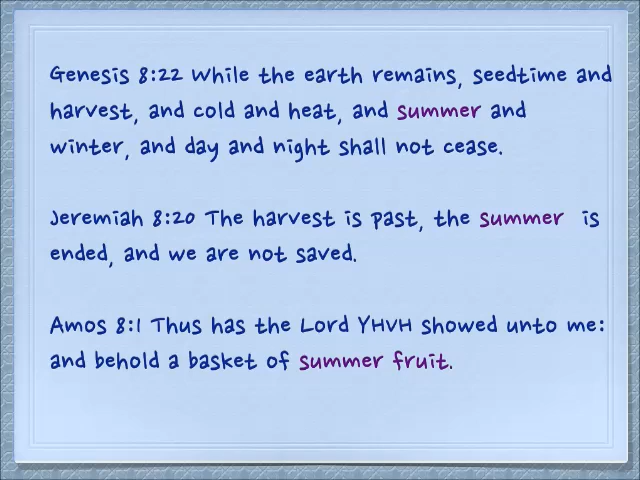 Genesis 8:22 While the earth remains, seedtime and
harvest, and cold and heat, and summer and
winter, and day and night shall not cease.
Jeremiah 8:20 The harvest is past, the summer is
ended, and we are not saved.
Amos 8:1 Thus has the Lord YHVH showed unto me:
and behold a basket of summer fruit.